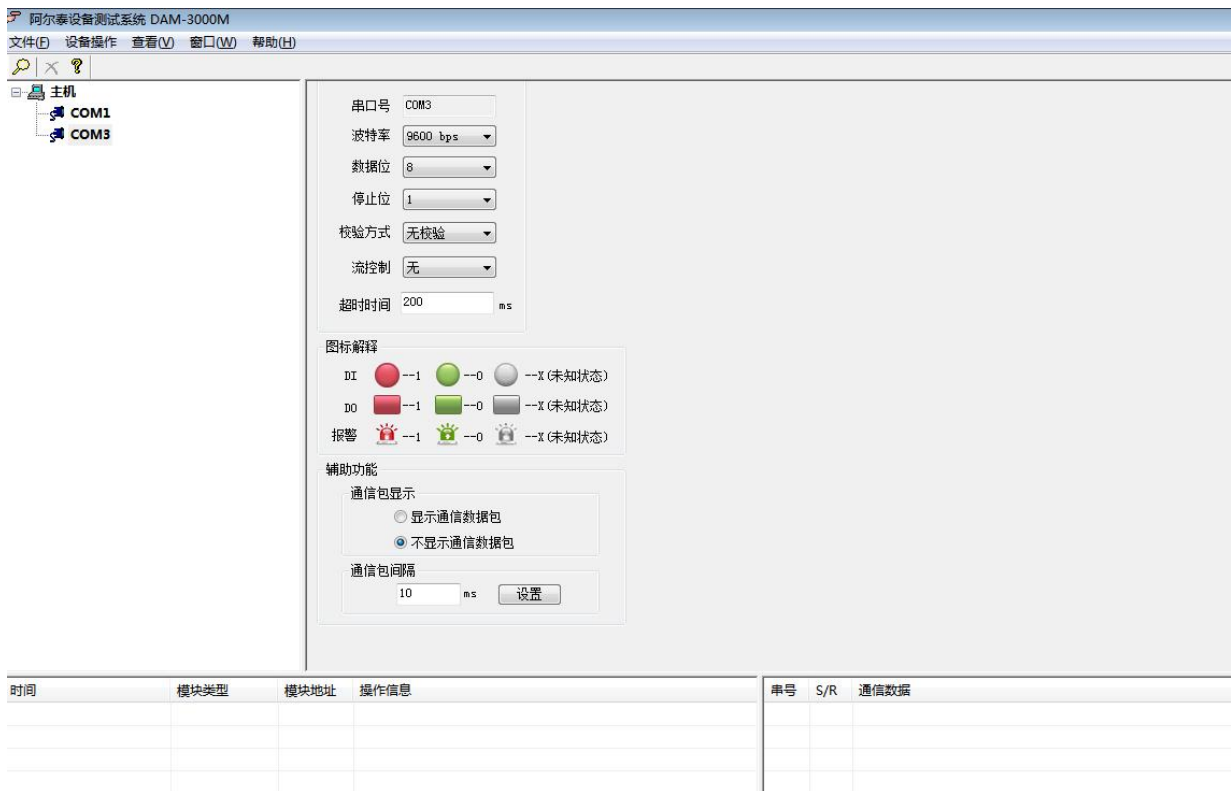 阿尔泰设备测试系统 DAM-3000M
文件(F) 设备操作 查看(V) 窗口(W) 帮助(H)
主机
COM1
COM3
串口号 COM3
波特率 9600 bps
数据位 8
停止位 1
校验方式 无校验
流控制 无
超时时间 200 ms
图标解释
DI --1 --0 --X(未知状态)
DO --1 --0 --X(未知状态)
报警 --1 --0 --X(未知状态)
辅助功能
通信包显示
显示通信数据包
不显示通信数据包
通信包间隔
10 ms 设置
时间 模块类型 模块地址 操作信息 串号 S/R 通信数据